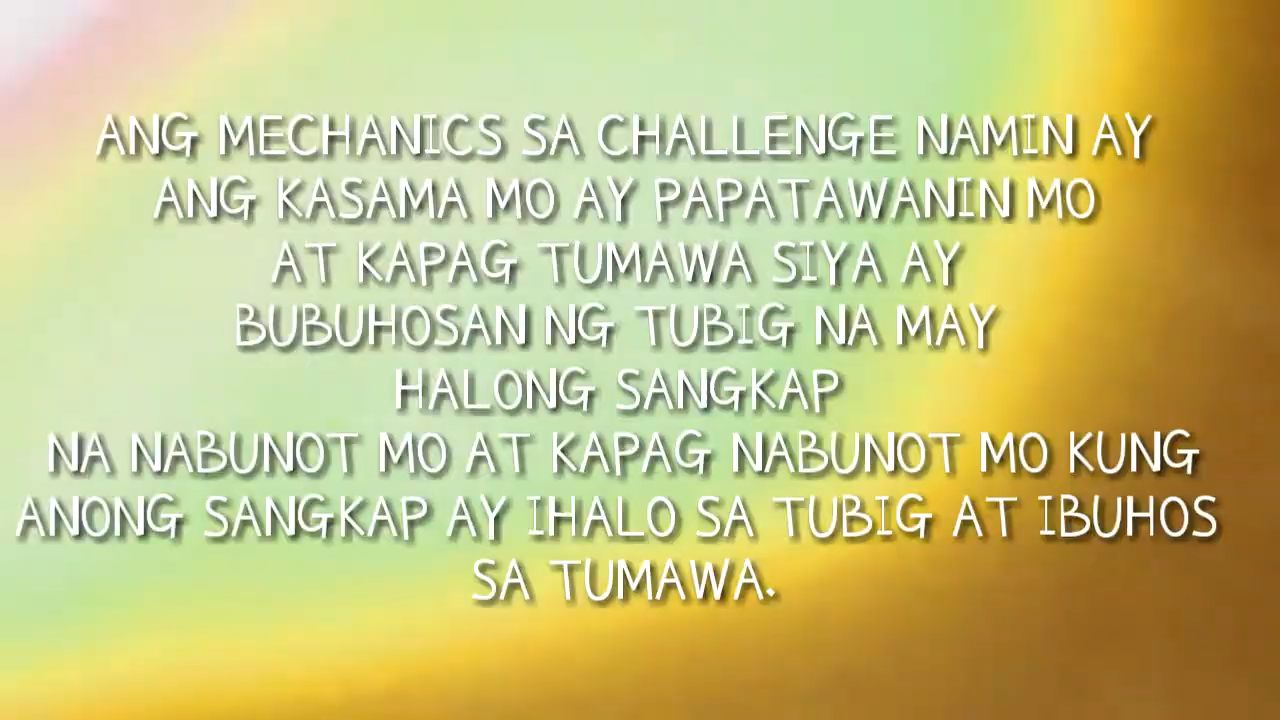 ANG MECHANICS SA CHALLENGE NAMIN AY
ANG KASAMA MO AY PAPATAWANIN MO
AT KAPAG TUMAWA SIYA AY
BUBUHOSAN NG TUBIG NA MAY
HALONG SANGKAP
NA NABUNOT MO AT KAPAG NABUNOT MO KUNG
ANONG SANGKAP AY IHALO SA TUBIG AT IBUHOS
SA TUMAWA.